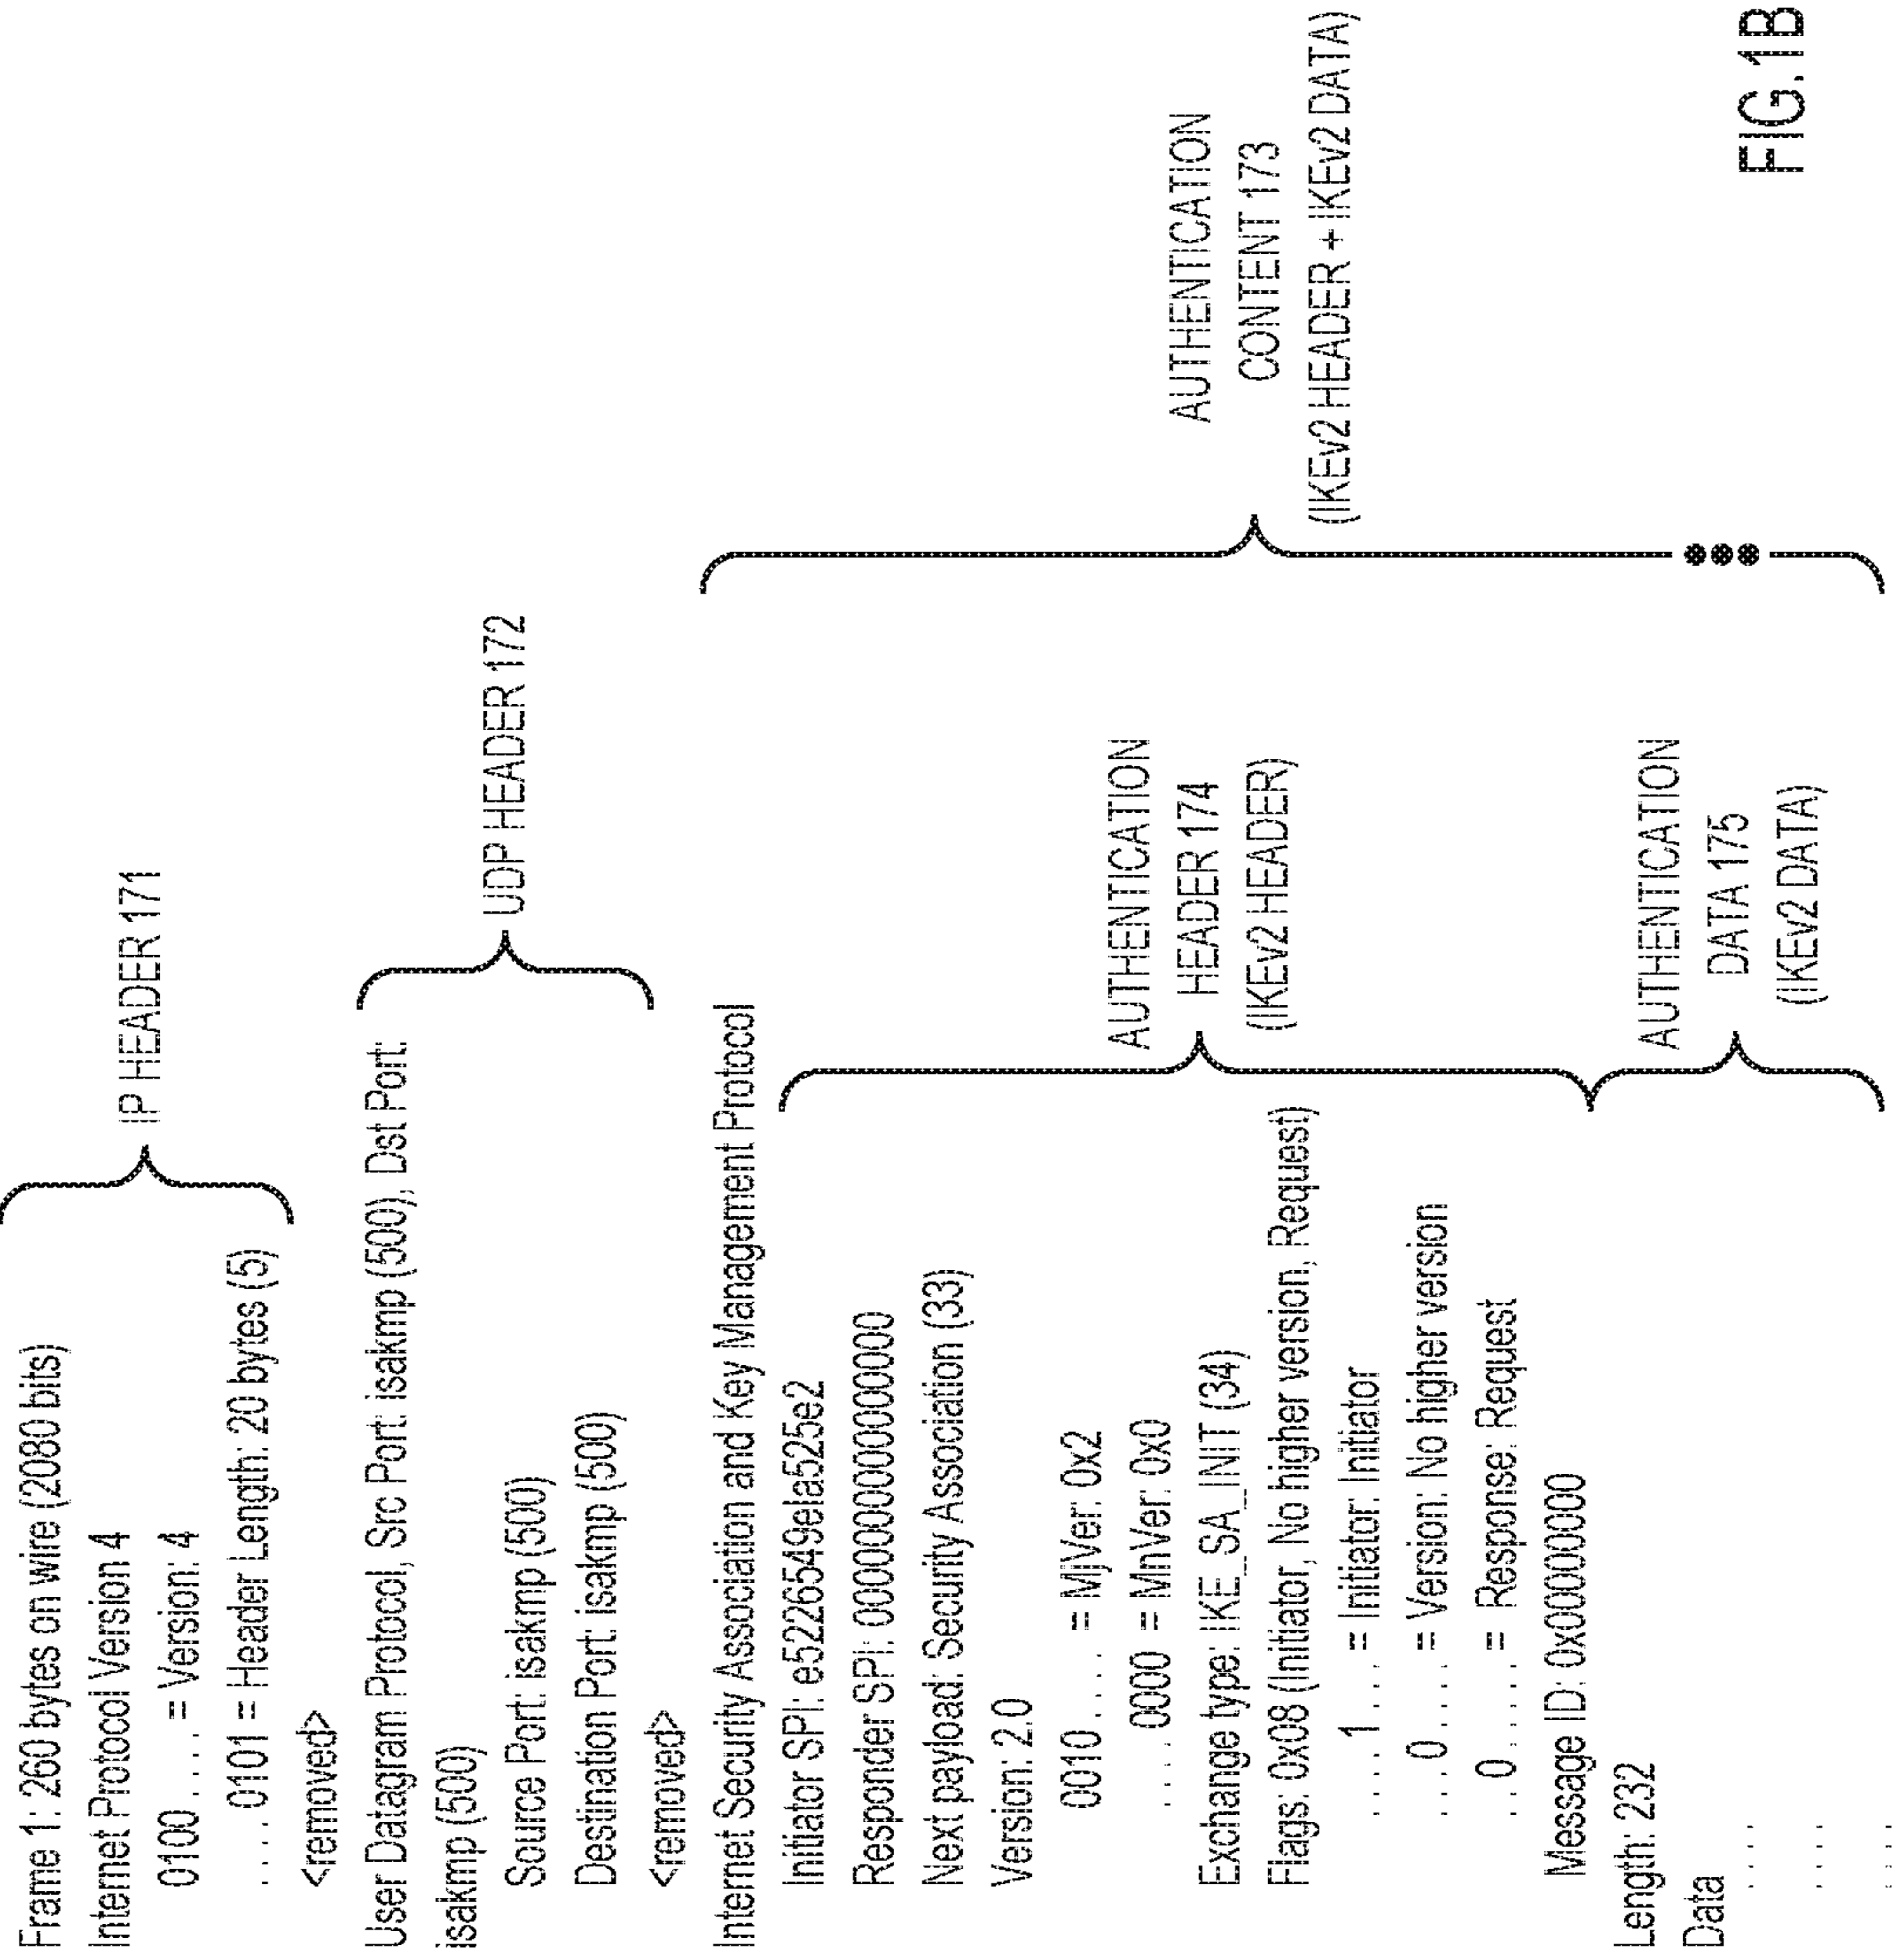 Frame 1: 260 bytes on wire (2080 bits)
Internet Protocol Version 4
0100 .... = Version: 4
.... 0101 = Header Length: 20 bytes (5)
<removed>
IP HEADER 171
User Datagram Protocol, Src Port: isakmp (500), Dst Port:
isakmp (500)
Source Port: isakmp (500)
Destination Port: isakmp (500)
<removed>
UDP HEADER 172
Internet Security Association and Key Management Protocol
Initiator SPI: e5226549ela525e2
Responder SPI: 0000000000000000
Next payload: Security Association (33)
Version: 2.0
0010 .... = MjVer: 0x2
.... 0000 = MnVer: 0x0
Exchange type: IKE_SA_INIT (34)
Flags: 0x08 (Initiator, No higher version, Request)
.... 1... = Initiator: Initiator
...0 .... = Version: No higher version
..0. .... = Response: Request
Message ID: 0x00000000
Length: 232
Data
....
....
....
AUTHENTICATION
HEADER 174
(IKEv2 HEADER)
AUTHENTICATION
DATA 175
(IKEv2 DATA)
AUTHENTICATION
CONTENT 173
(IKEv2 HEADER + IKEv2 DATA)
FIG.1B